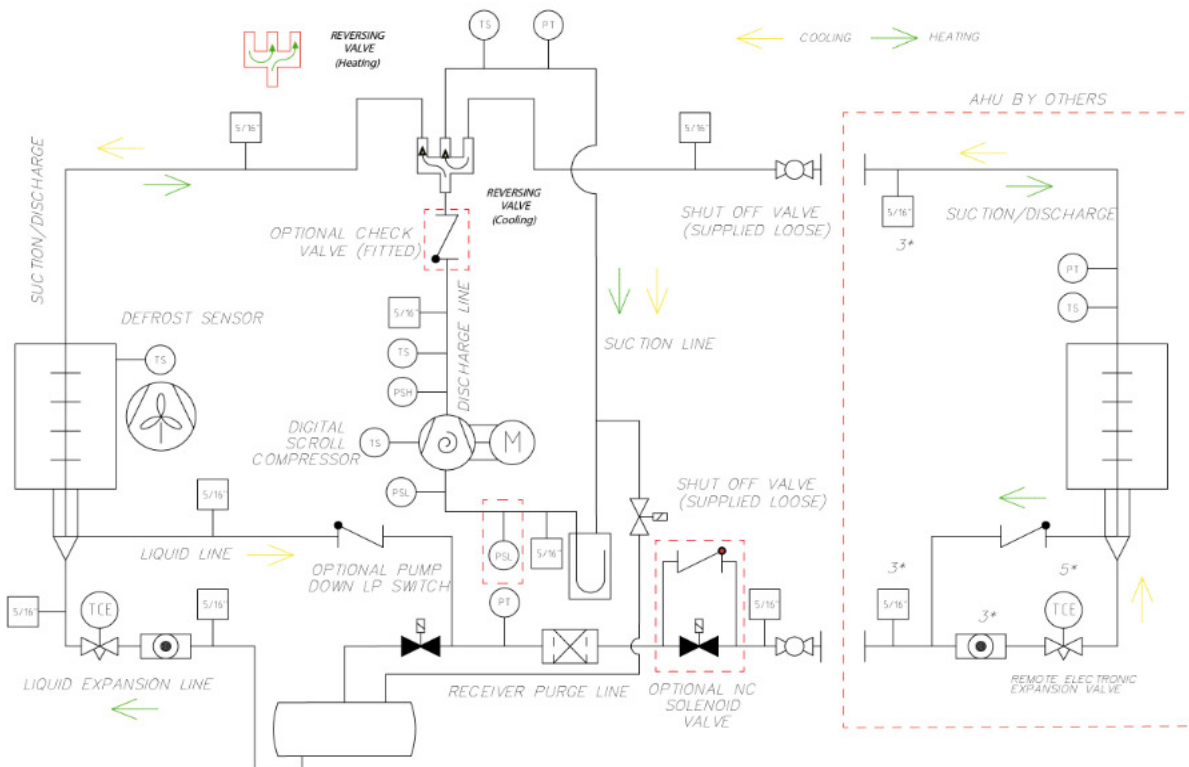 REVERSING
VALVE
(Heating)
TS
PT
COOLING
HEATING
AHU BY OTHERS
5/16"
5/16"
SUCTION/DISCHARGE
REVERSING
VALVE
(Cooling)
OPTIONAL CHECK
VALVE (FITTED)
SHUT OFF VALVE
(SUPPLIED LOOSE)
5/16"
3*
SUCTION/DISCHARGE
PT
TS
DEFROST SENSOR
TS
5/16"
TS
PSH
DISCHARGE LINE
SUCTION LINE
DIGITAL
SCROLL
COMPRESSOR
TS
M
PSL
5/16"
LIQUID LINE
OPTIONAL PUMP
DOWN LP SWITCH
PSL
5/16"
SHUT OFF VALVE
(SUPPLIED LOOSE)
5/16"
TCE
5/16"
LIQUID EXPANSION LINE
PT
RECEIVER PURGE LINE
5/16"
OPTIONAL NC
SOLENOID
VALVE
3*
5/16"
3*
5*
TCE
REMOTE ELECTRONIC
EXPANSION VALVE